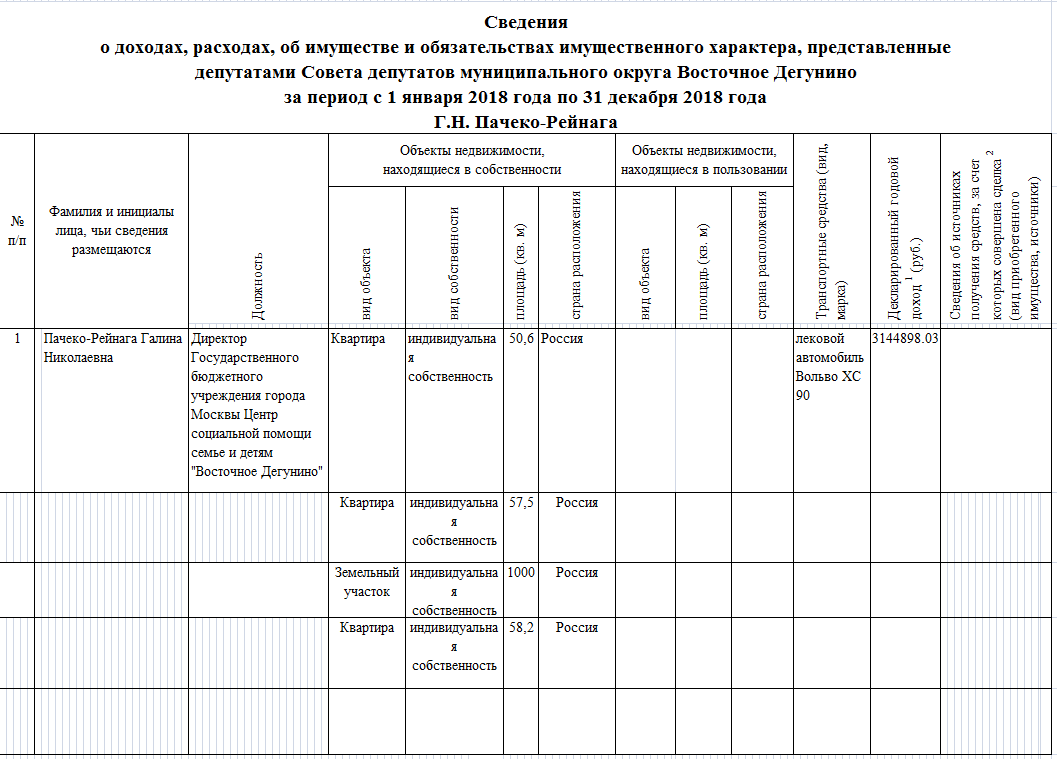 Сведения
о доходах, расходах, об имуществе и обязательствах имущественного характера, представленные
депутатами Совета депутатов муниципального округа Восточное Дегунино
за период с 1 января 2018 года по 31 декабря 2018 года
Г.Н. Пачеко-Рейнага
№
п/п
Фамилия и инициалы
лица, чьи сведения
размещаются
Должность
Объекты недвижимости,
находящиеся в собственности
вид объекта
вид собственности
площадь (кв. м)
страна расположения
Объекты недвижимости,
находящиеся в пользовании
вид объекта
площадь (кв. м)
страна расположения
Транспортные средства (вид,
марка)
Декларированный годовой
доход 1 (руб.)
Сведения об источниках
получения средств, за счет
которых совершена сделка 2
(вид приобретенного
имущества, источники)
1
Пачеко-Рейнага Галина
Николаевна
Директор
Государственного
бюджетного
учреждения города
Москвы Центр
социальной помощи
семье и детям
"Восточное Дегунино"
Квартира
индивидуальна
я
собственность
50,6
Россия
лековой
автомобиль
Вольво ХС
90
3144898.03
Квартира
индивидуальна
я
собственность
57,5
Россия
Земельный
участок
индивидуальна
я
собственность
1000
Россия
Квартира
индивидуальна
я
собственность
58,2
Россия